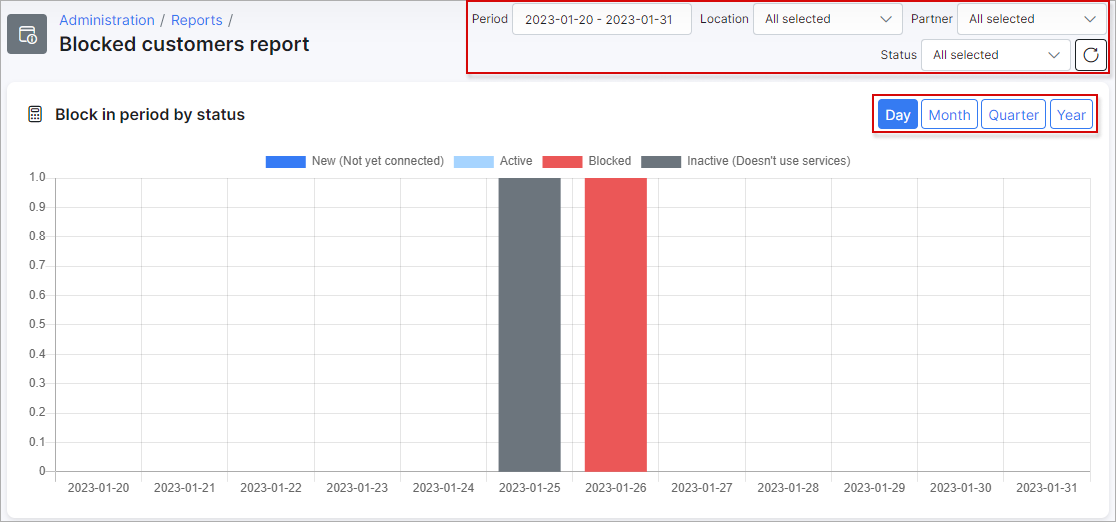 Administration / Reports /
Blocked customers report
Period 2023-01-20 - 2023-01-31 Location All selected Partner All selected
Status All selected
Block in period by status
Day Month Quarter Year
New (Not yet connected) Active Blocked Inactive (Doesn't use services)
1.0
0.9
0.8
0.7
0.6
0.5
0.4
0.3
0.2
0.1
0
2023-01-20 2023-01-21 2023-01-22 2023-01-23 2023-01-24 2023-01-25 2023-01-26 2023-01-27 2023-01-28 2023-01-29 2023-01-30 2023-01-31